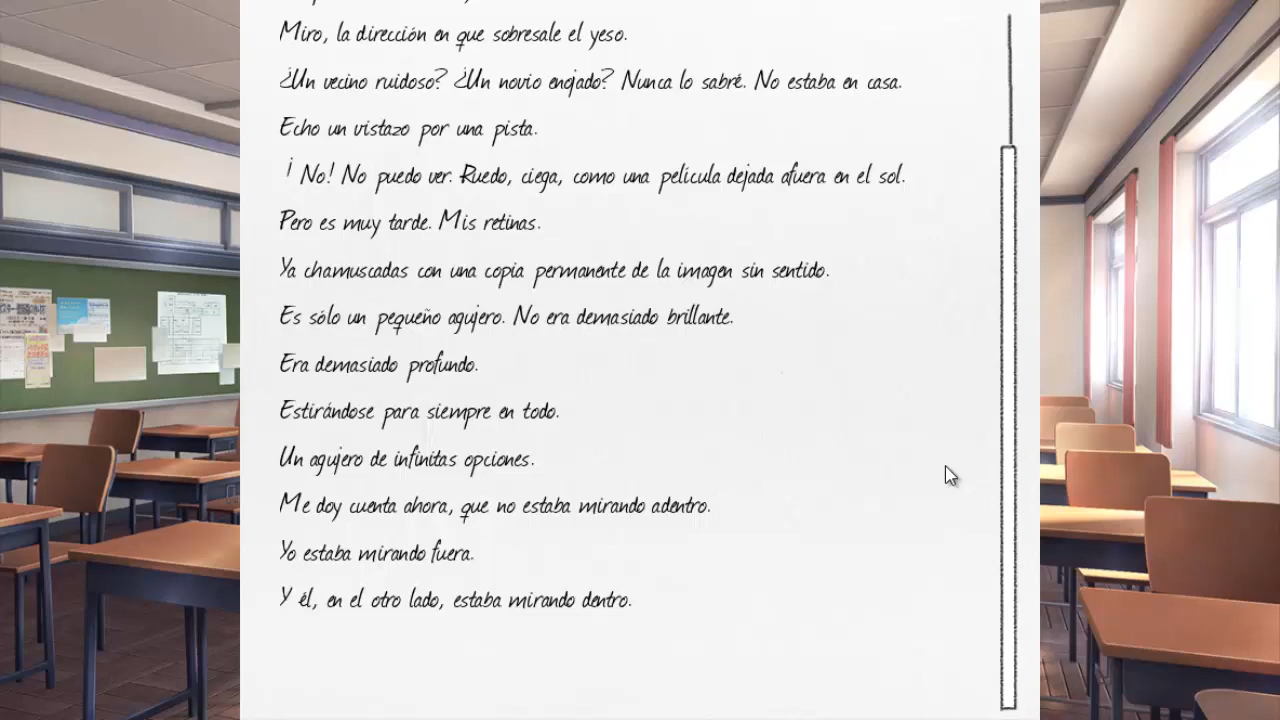 Miro, la dirección en que sobresale el yeso.
¿Un vecino ruidoso? ¿Un novio enojado? Nunca lo sabré. No estaba en casa.
Echo un vistazo por una pista.
¡ No! No puedo ver. Ruedo, ciega, como una película dejada afuera en el sol.
Pero es muy tarde. Mis retinas.
Ya chamuscadas con una copia permanente de la imagen sin sentido.
Es sólo un pequeño agujero. No era demasiado brillante.
Era demasiado profundo.
Estirándose para siempre en todo.
Un agujero de infinitas opciones.
Me doy cuenta ahora, que no estaba mirando adentro.
Yo estaba mirando fuera.
Y él, en el otro lado, estaba mirando dentro.